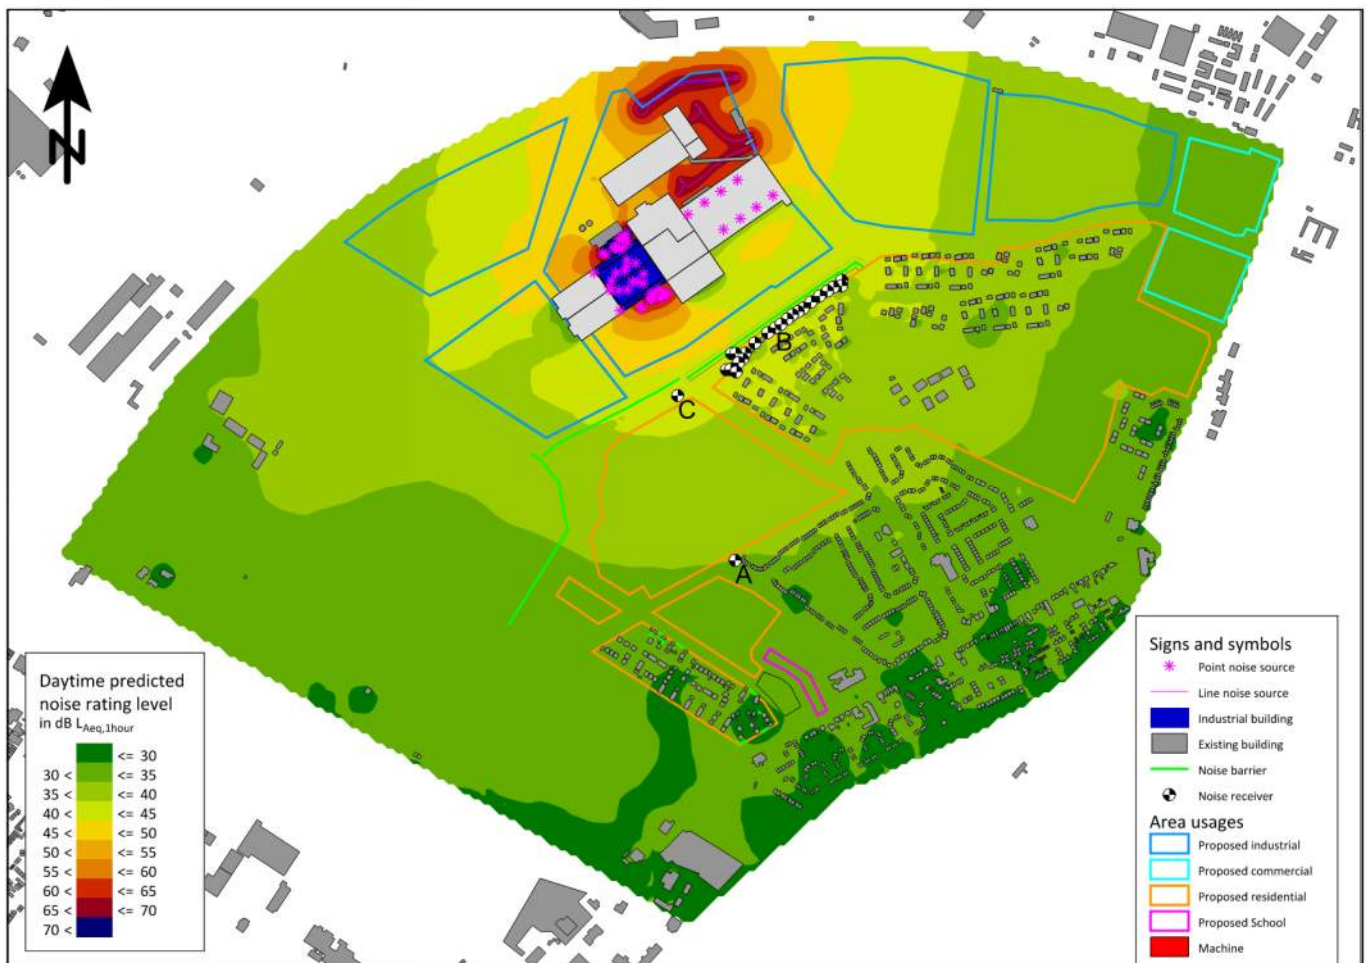 N
B
C
A
Daytime predicted
noise rating level
in dB L_Aeq,1hour
<= 30
30 < <= 35
35 < <= 40
40 < <= 45
45 < <= 50
50 < <= 55
55 < <= 60
60 < <= 65
65 < <= 70
70 <
Signs and symbols
Point noise source
Line noise source
Industrial building
Existing building
Noise barrier
Noise receiver
Area usages
Proposed industrial
Proposed commercial
Proposed residential
Proposed School
Machine